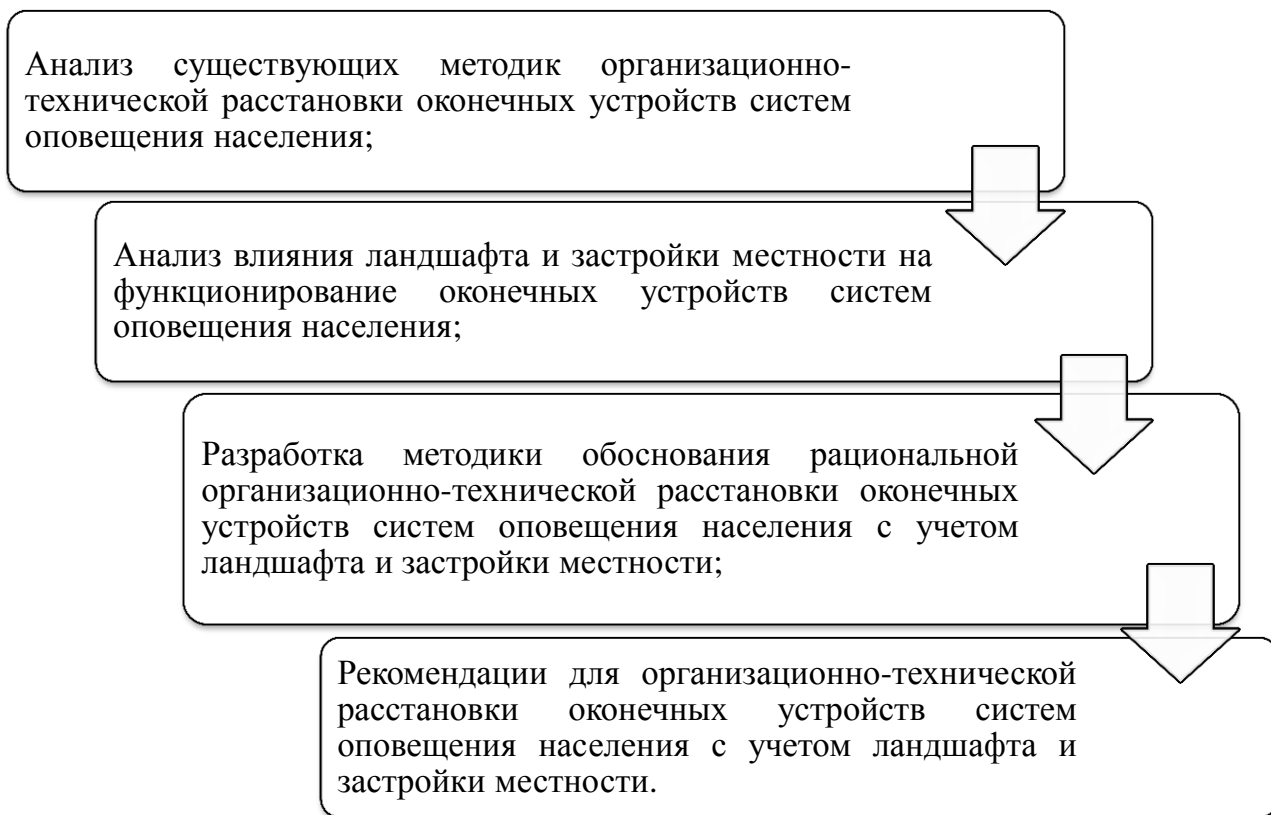 Анализ существующих методик организационно-
технической расстановки оконечных устройств систем
оповещения населения;
Анализ влияния ландшафта и застройки местности на
функционирование оконечных устройств систем
оповещения населения;
Разработка методики обоснования рациональной
организационно-технической расстановки оконечных
устройств систем оповещения населения с учетом
ландшафта и застройки местности;
Рекомендации для организационно-технической
расстановки оконечных устройств систем
оповещения населения с учетом ландшафта и
застройки местности.